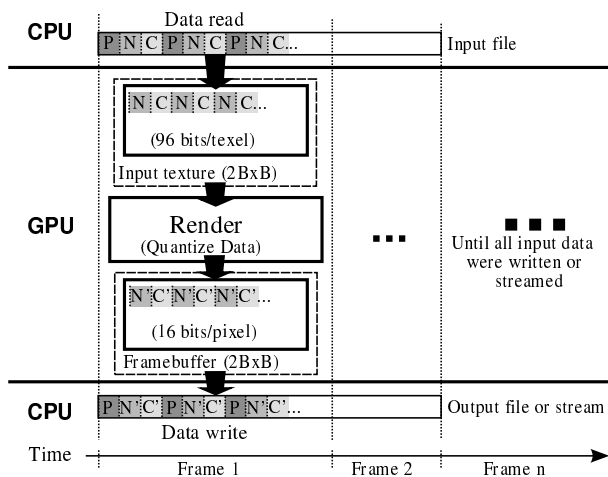 Data read
CPU
P N C P N C P N C...
Input file
N C N C N C...
(96 bits/texel)
Input texture (2BxB)
GPU
Render
(Quantize Data)
...
Until all input data
were written or
streamed
N' C' N' C' N' C'...
(16 bits/pixel)
Framebuffer (2BxB)
CPU
P N' C' P N' C' P N' C'...
Output file or stream
Data write
Time
Frame 1
Frame 2
Frame n